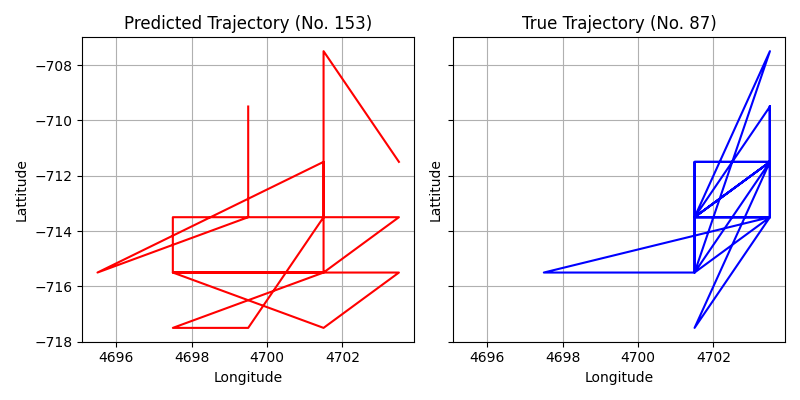 Predicted Trajectory (No. 153)
True Trajectory (No. 87)
Lattitude
−708
−710
−712
−714
−716
−718
4696
4698
4700
4702
Longitude
Lattitude
4696
4698
4700
4702
Longitude